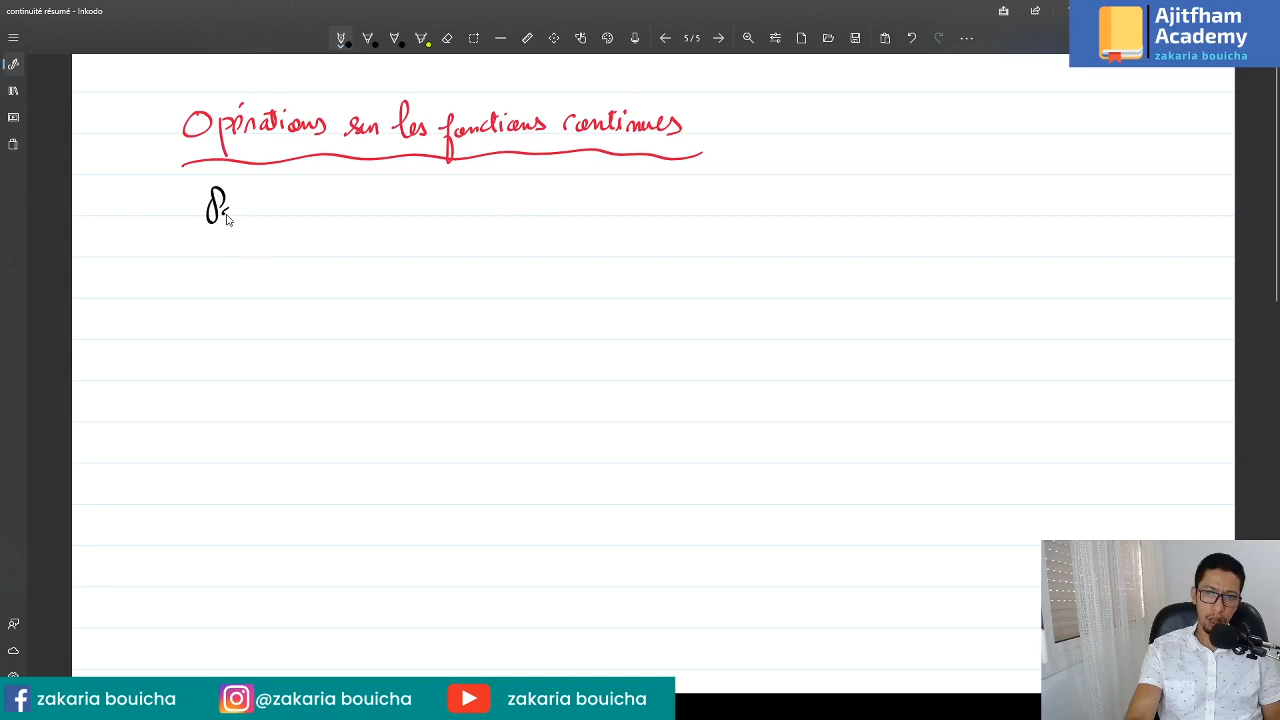 continuité résumé - Inkodo
5/5
Ajitfham
Academy
zakaria bouicha
Opérations sur les fonctions continues
zakaria bouicha
@zakaria bouicha
zakaria bouicha